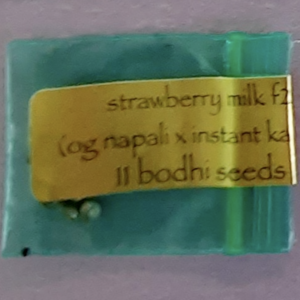 strawberry milk f2
(og napali x instant ka
11 bodhi seeds